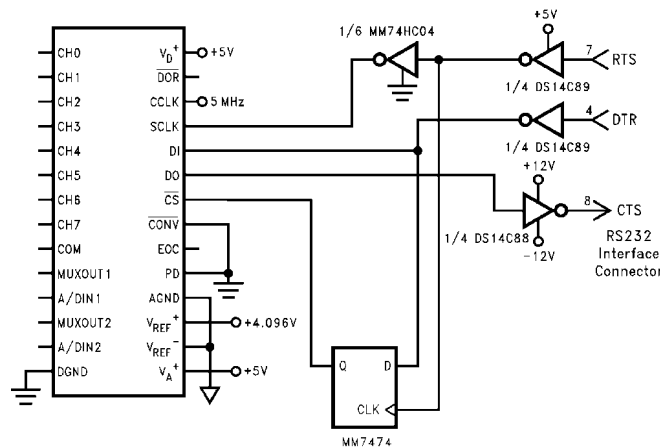 CH0
CH1
CH2
CH3
CH4
CH5
CH6
CH7
COM
MUXOUT1
A/DIN1
MUXOUT2
A/DIN2
DGND
VD+
DOR
CCLK
SCLK
DI
DO
CS
CONV
EOC
PD
AGND
VREF+
VREF-
VA+
+5V
5 MHz
+4.096V
+5V
1/6 MM74HC04
+5V
7
RTS
1/4 DS14C89
4
DTR
1/4 DS14C89
+12V
8
CTS
1/4 DS14C88
-12V
RS232
Interface
Connector
Q
D
CLK
MM7474